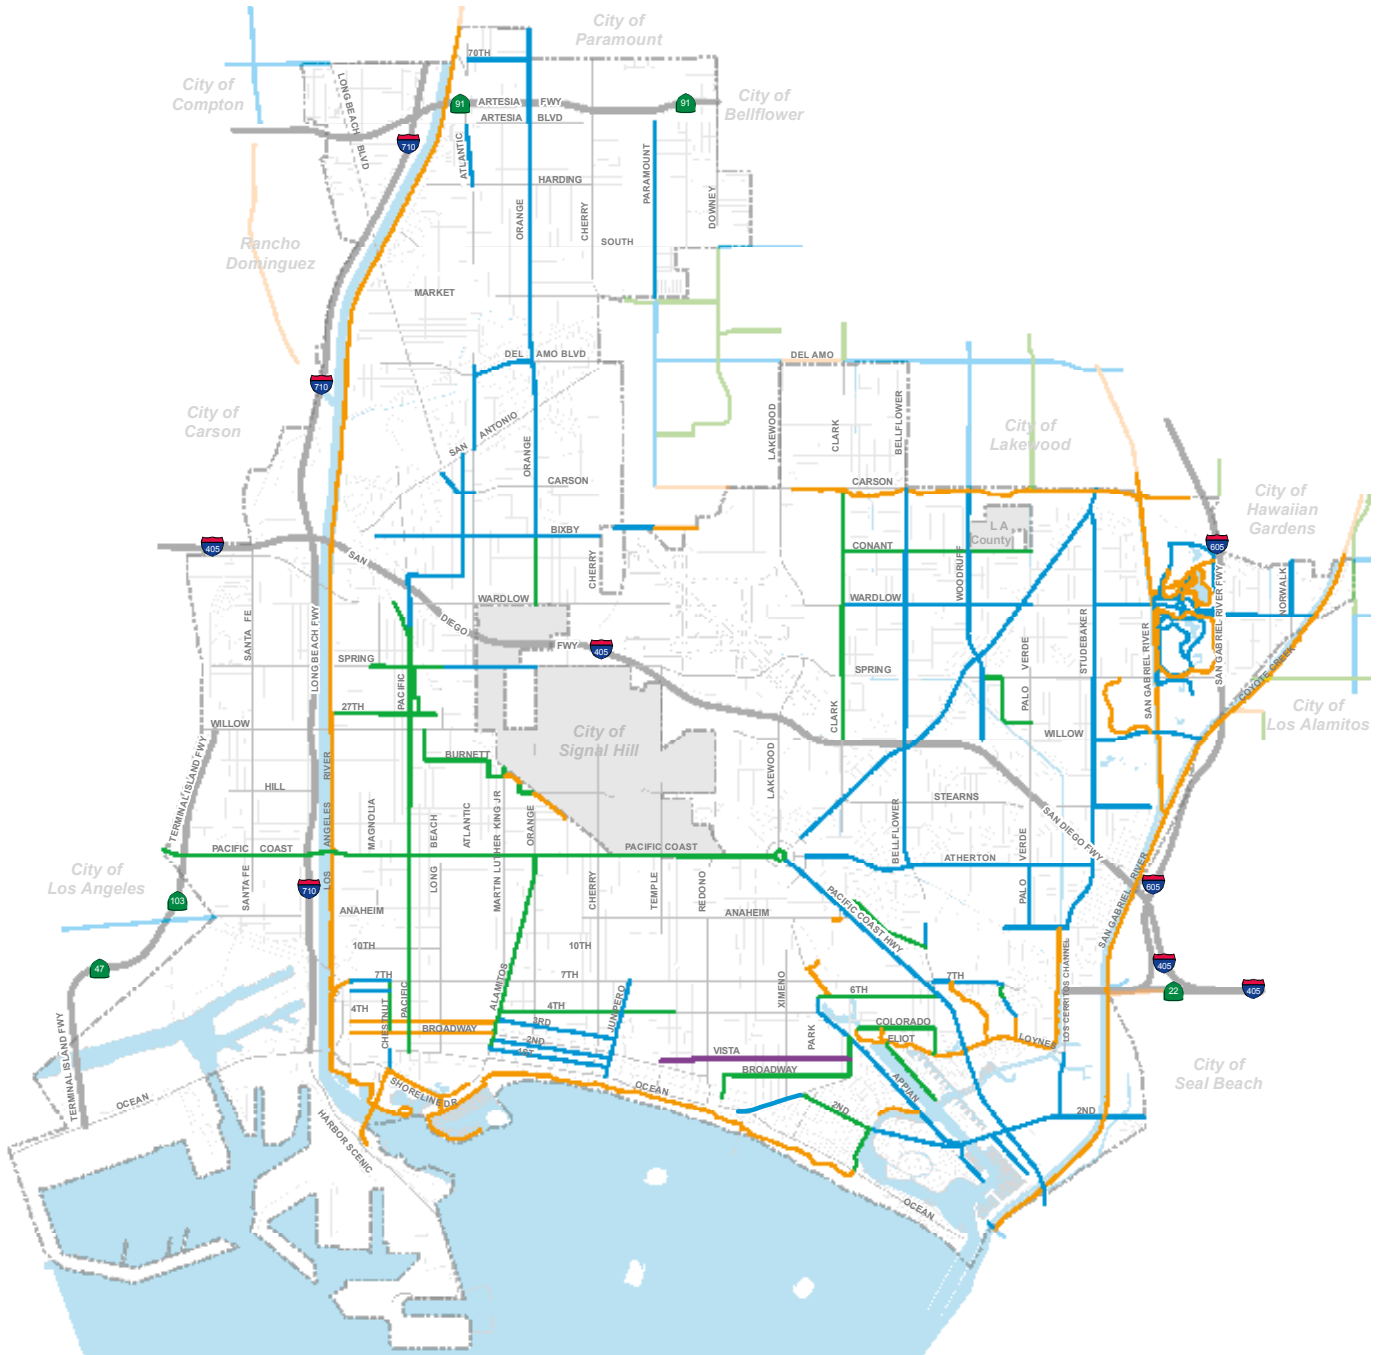 City of
Paramount
70TH
City of
Compton
LONG BEACH BLVD
91
ARTESIA FWY
91
City of
Bellflower
ARTESIA BLVD
710
ATLANTIC
PARAMOUNT
HARDING
DOWNEY
ORANGE
CHERRY
SOUTH
Rancho
Dominguez
MARKET
DEL AMO BLVD
DEL AMO
710
City of
Carson
SAN ANTONIO
ORANGE
LAKEWOOD
CLARK
BELLFLOWER
City of
Lakewood
CARSON
CARSON
City of
Hawaiian
Gardens
BIXBY
L A
County
405
SAN DIEGO FWY
CONANT
605
CHERRY
WOODRUFF
NORWALK
WARDLOW
WARDLOW
SANTA FE
LONG BEACH FWY
405
STUDEBAKER
SAN GABRIEL RIVER
SAN GABRIEL RIVER FWY
SPRING
SPRING
PALO VERDE
COYOTE CREEK
PACIFIC
27TH
CLARK
City of
Los Alamitos
WILLOW
City of
Signal Hill
WILLOW
BURNETT
LAKEWOOD
TERMINAL ISLAND FWY
HILL
STEARNS
LOS ANGELES RIVER
MAGNOLIA
LONG BEACH
ATLANTIC
MARTIN LUTHER KING JR
ORANGE
BELLFLOWER
PALO VERDE
SAN DIEGO FWY
PACIFIC COAST
PACIFIC COAST
ATHERTON
City of
Los Angeles
SANTA FE
710
CHERRY
TEMPLE
REDONO
605
103
ANAHEIM
ANAHEIM
PACIFIC COAST HWY
SAN GABRIEL RIVER
10TH
10TH
47
7TH
7TH
7TH
405
LOS CERRITOS CHANNEL
22
405
4TH
CHESTNUT
PACIFIC
ALAMITOS
4TH
JUNIPERO
XIMENO
6TH
BROADWAY
3RD
COLORADO
2ND
PARK
ELIOT
LOYNES
1ST
VISTA
BROADWAY
City of
Seal Beach
TERMINAL ISLAND FWY
OCEAN
SHORELINE DR
OCEAN
APPIAN
2ND
2ND
HARBOR SCENIC
OCEAN